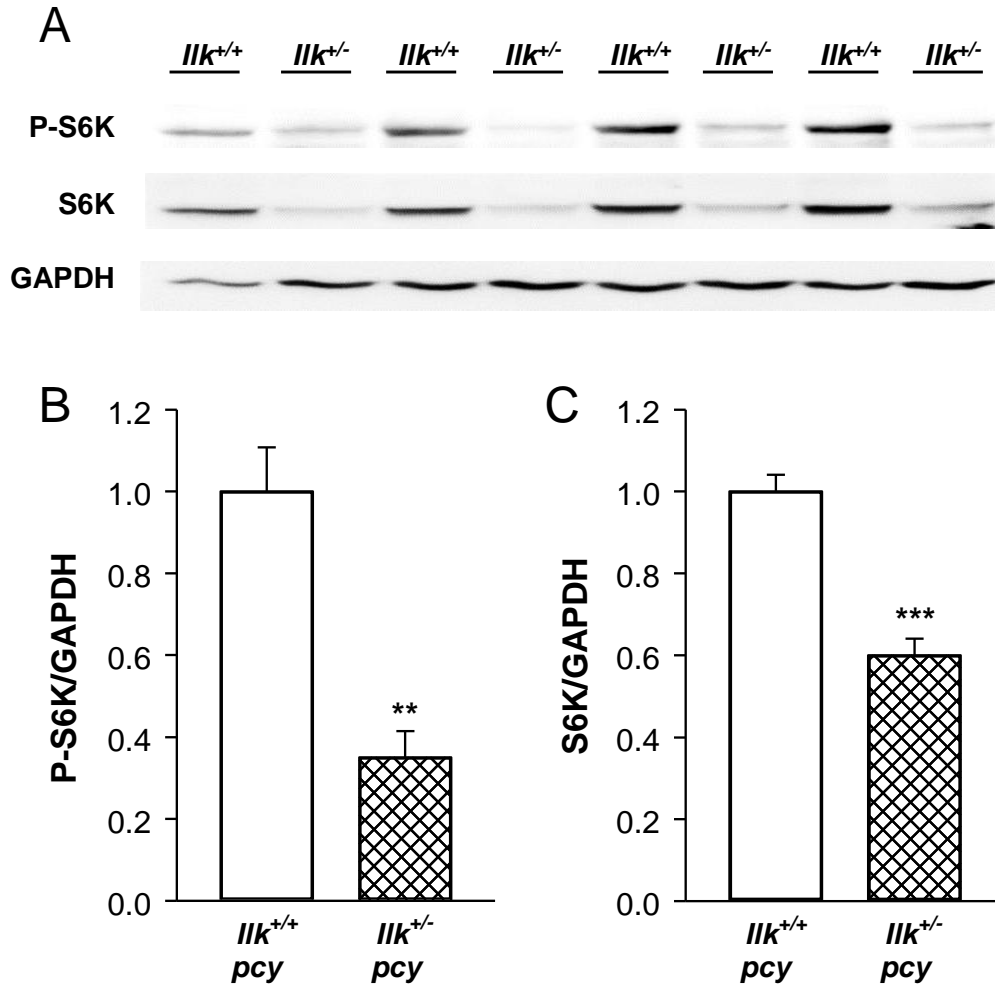 A
Ilk+/+ Ilk+/- Ilk+/+ Ilk+/- Ilk+/+ Ilk+/- Ilk+/+ Ilk+/-
P-S6K
S6K
GAPDH
B
P-S6K/GAPDH
1.2
1.0
0.8
0.6
0.4
0.2
0.0
**
Ilk+/+ Ilk+/-
pcy pcy
C
S6K/GAPDH
1.2
1.0
0.8
0.6
0.4
0.2
0.0
***
Ilk+/+ Ilk+/-
pcy pcy